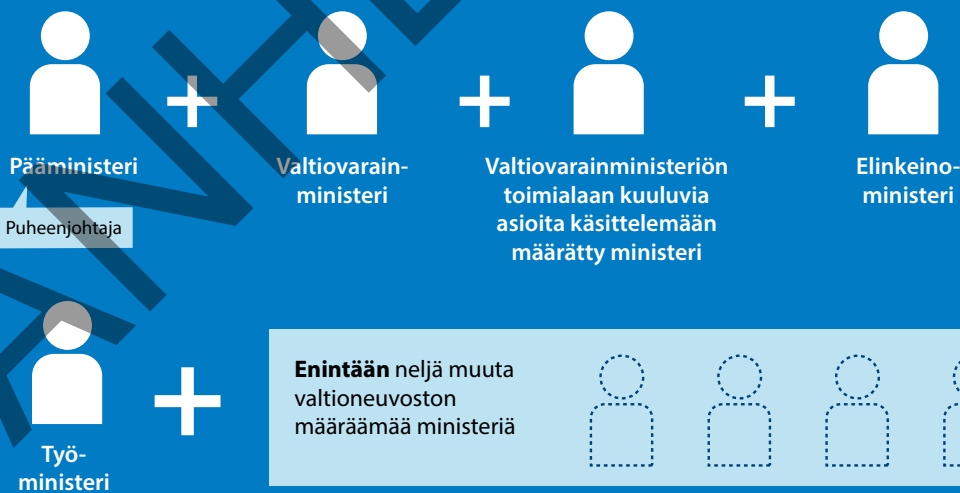 Pääministeri
Puheenjohtaja
Valtiovarain-
ministeri
Valtiovarainministeriön
toimialaan kuuluvia
asioita käsittelemään
määrätty ministeri
Elinkeino-
ministeri
Työ-
ministeri
Enintään neljä muuta
valtioneuvoston
määräämää ministeriä